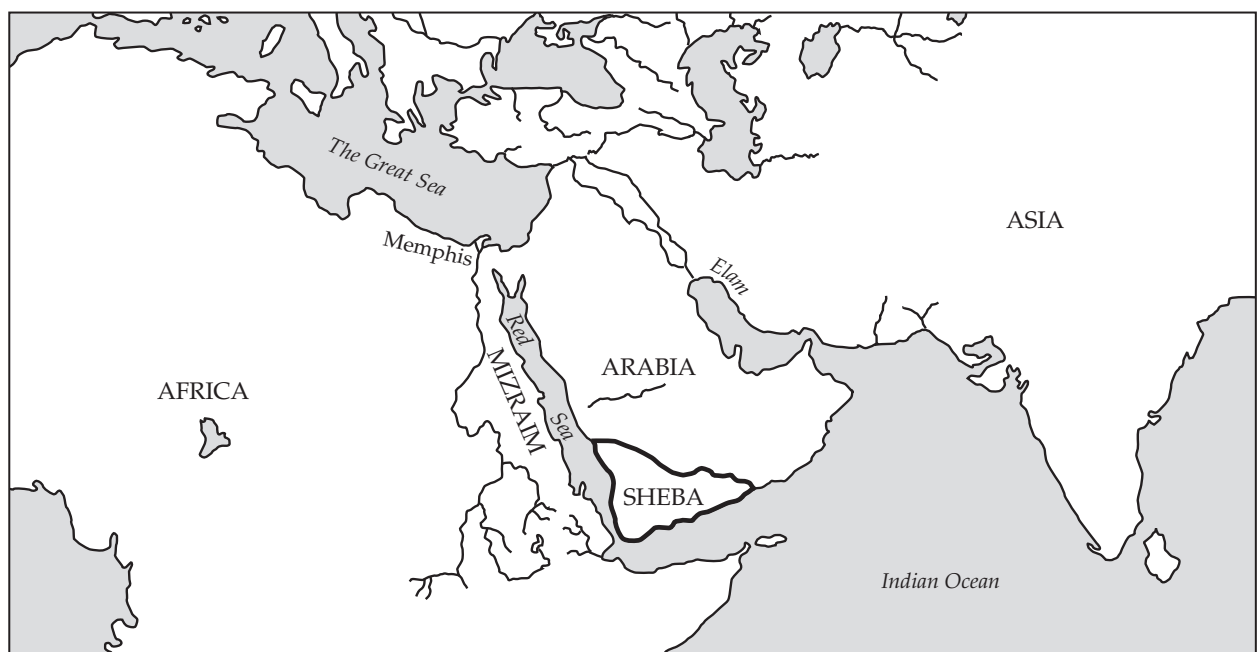 The Great Sea
ASIA
Memphis
Elam
Red
Sea
ARABIA
MIZRAIM
AFRICA
SHEBA
Indian Ocean